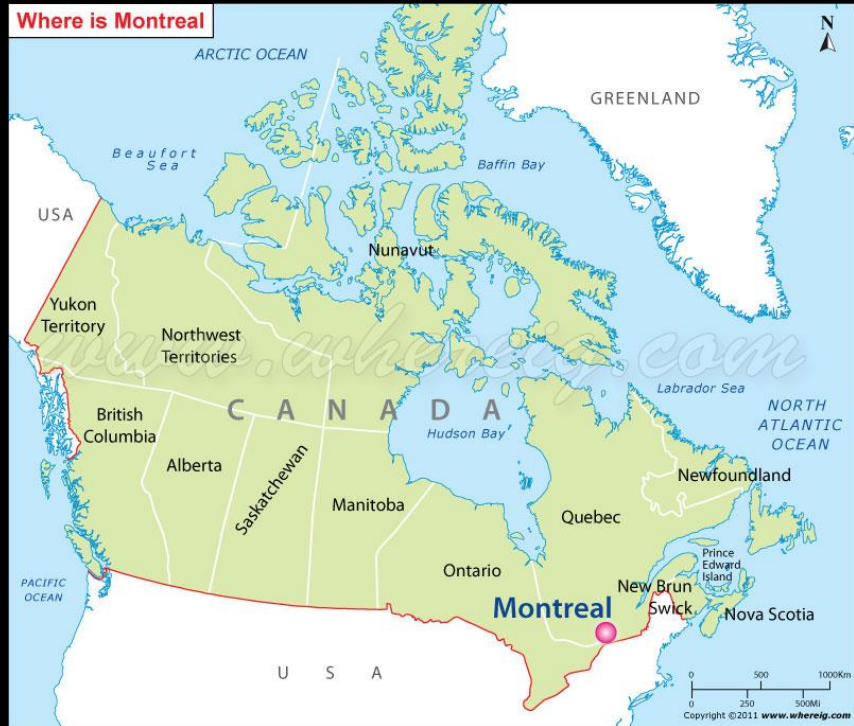 Where is Montreal
N
ARCTIC OCEAN
GREENLAND
Beaufort
Sea
Baffin Bay
USA
Nunavut
Yukon
Territory
Northwest
Territories
www.whereig.com
Labrador Sea
NORTH
ATLANTIC
OCEAN
CANADA
British
Columbia
Hudson Bay
Alberta
Saskatchewan
Newfoundland
Manitoba
Quebec
Prince
Edward
Island
Ontario
PACIFIC
OCEAN
New Brun
Swick
Montreal
Nova Scotia
USA
0 500 1000Km
0 250 500Mi
Copyright ©2011 www.whereig.com